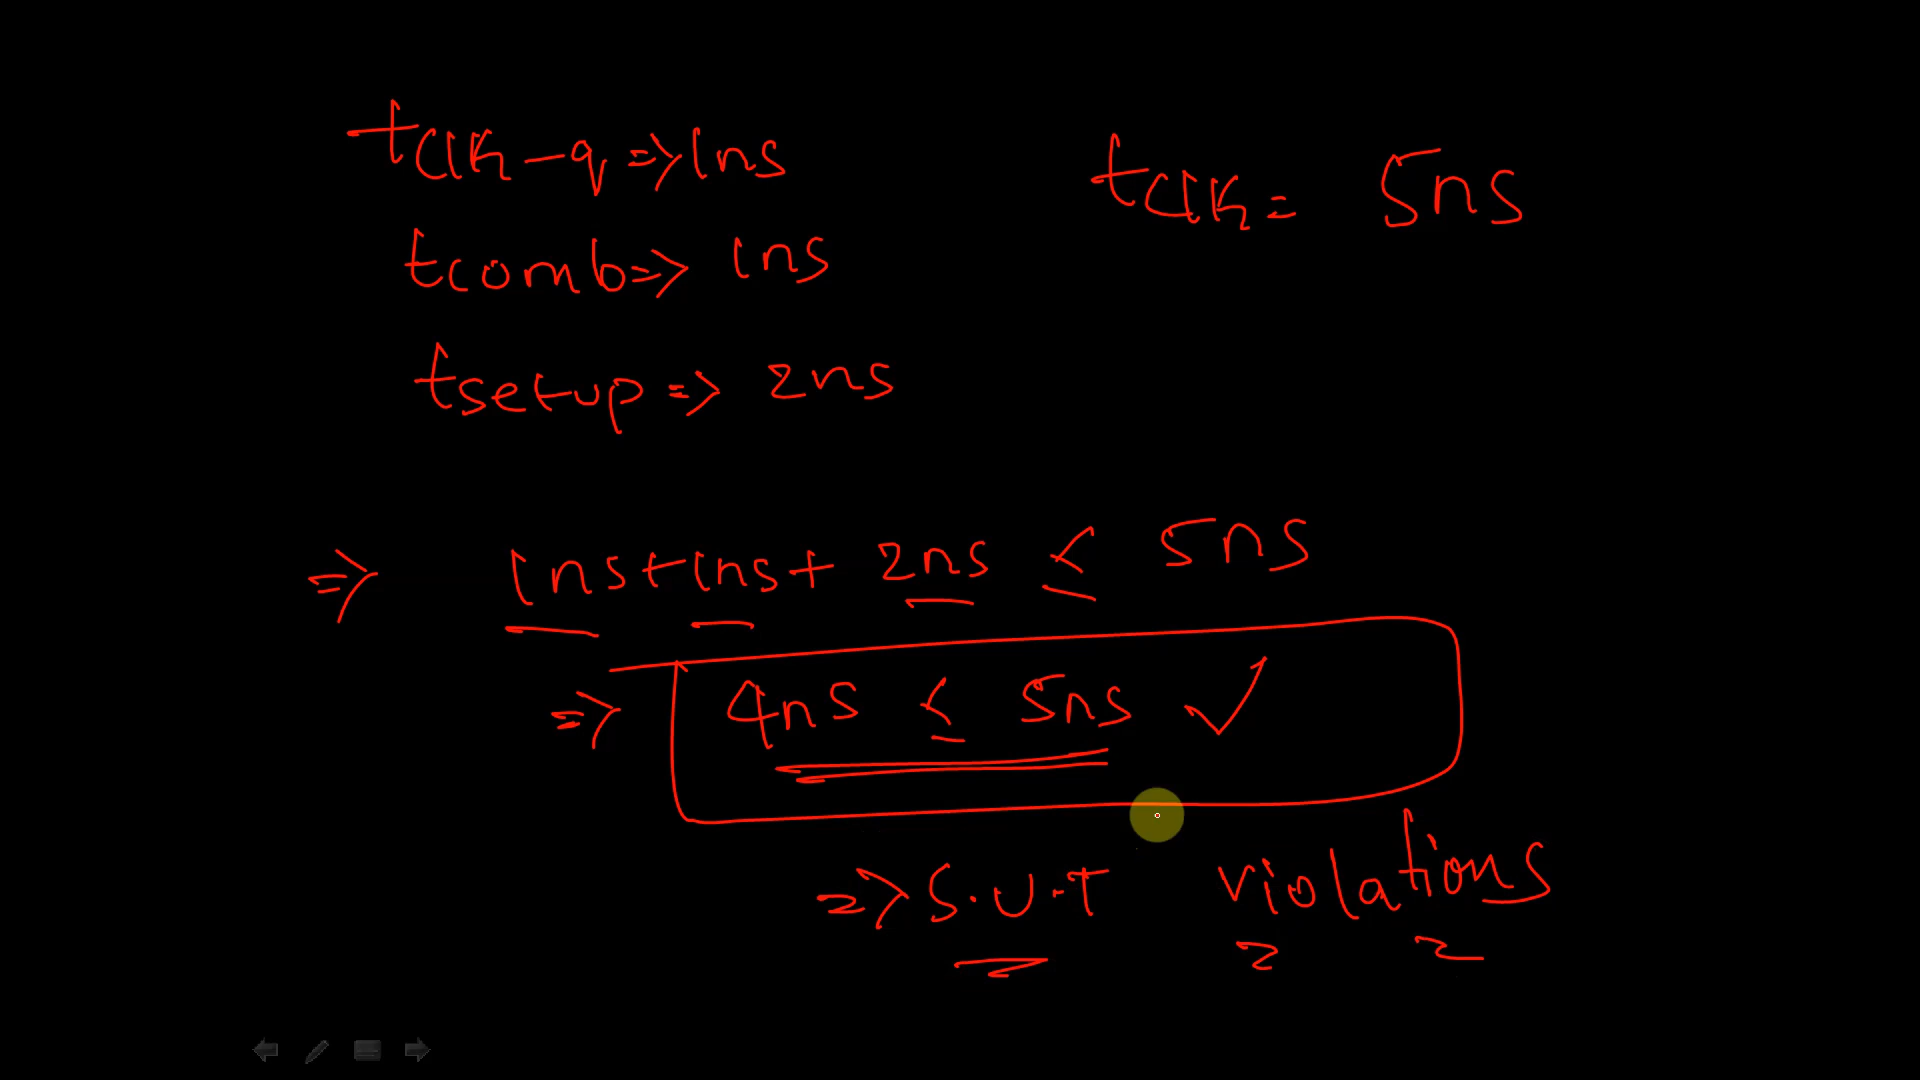 tclk-q => 1ns
tclk = 5ns
tcomb => 1ns
tsetup => 2ns
=> 1ns + 1ns + 2ns ≤ 5ns
=> 4ns ≤ 5ns ✓
=> S.U.T violations